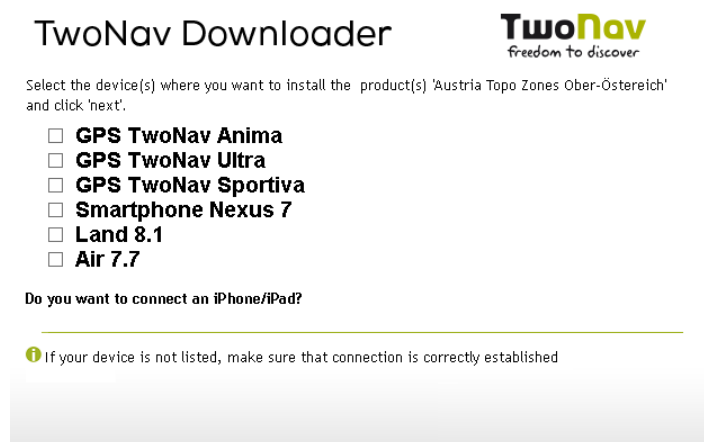 TwoNav Downloader
TwoNav
freedom to discover
Select the device(s) where you want to install the product(s) 'Austria Topo Zones Ober-Östereich'
and click 'next'.
GPS TwoNav Anima
GPS TwoNav Ultra
GPS TwoNav Sportiva
Smartphone Nexus 7
Land 8.1
Air 7.7
Do you want to connect an iPhone/iPad?
If your device is not listed, make sure that connection is correctly established